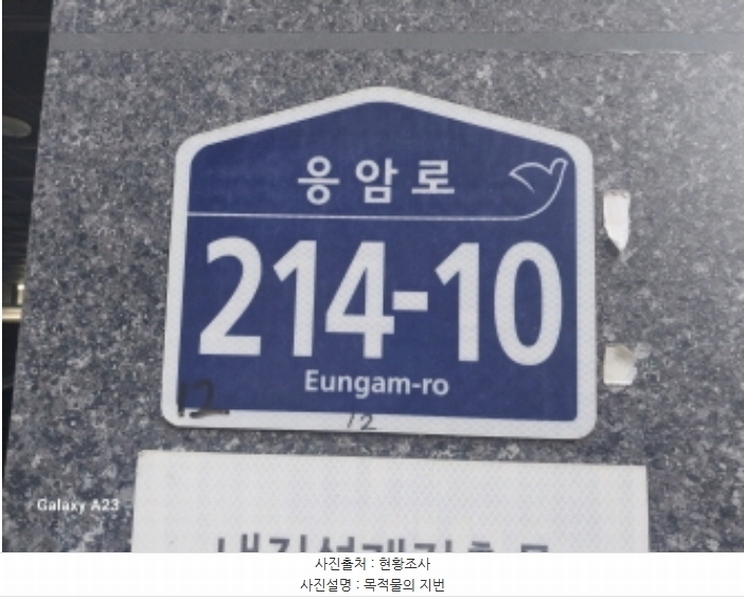 응암로
214-10
Eungam-ro
12
12
Galaxy A23
사진출처 : 현황조사
사진설명 : 목적물의 지번